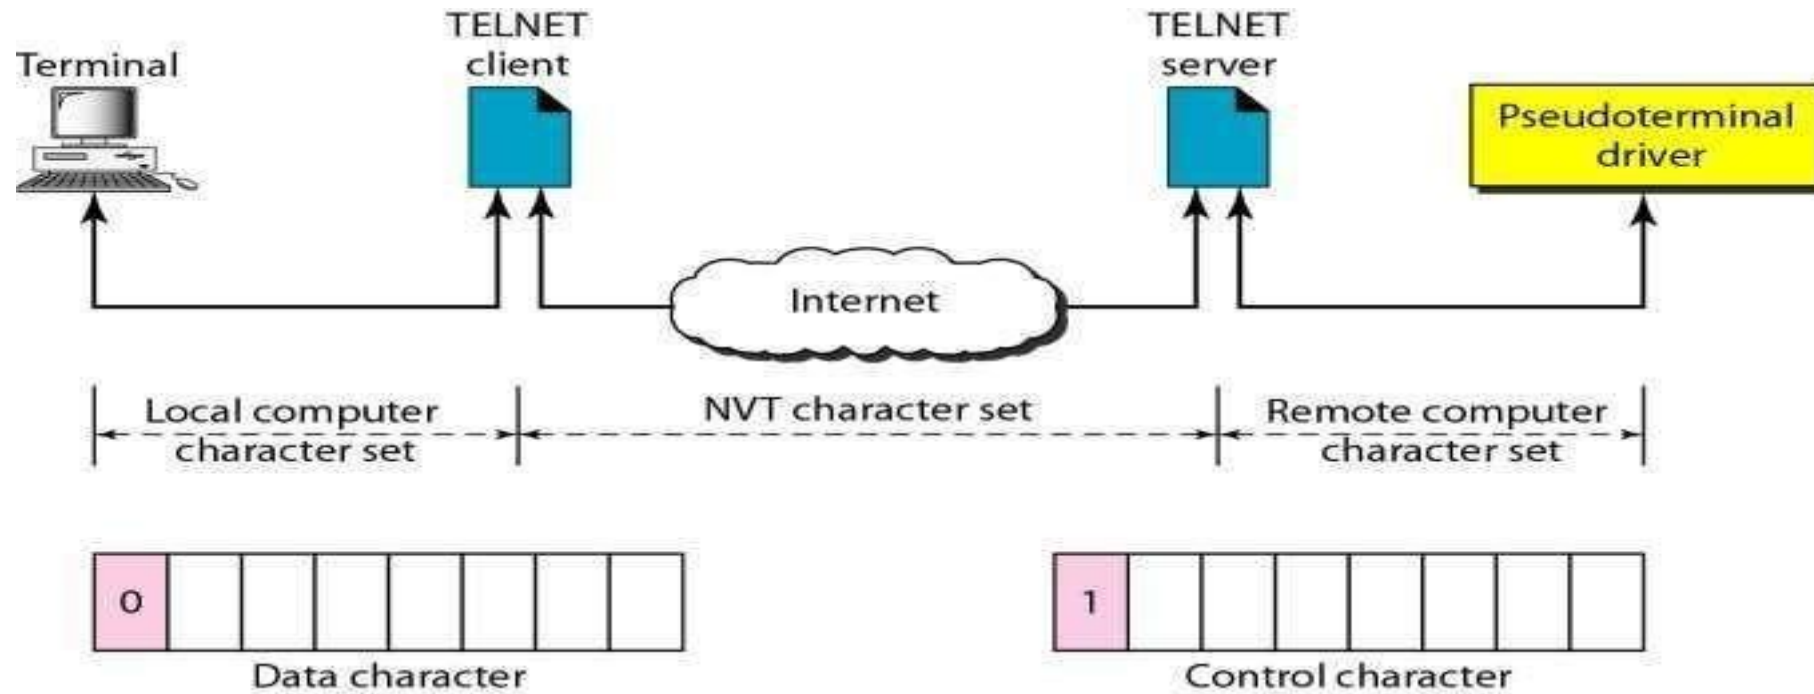 TELNET
client
TELNET
server
Terminal
Pseudoterminal
driver
Internet
Local computer
character set
NVT character set
Remote computer
character set
0
1
Data character
Control character